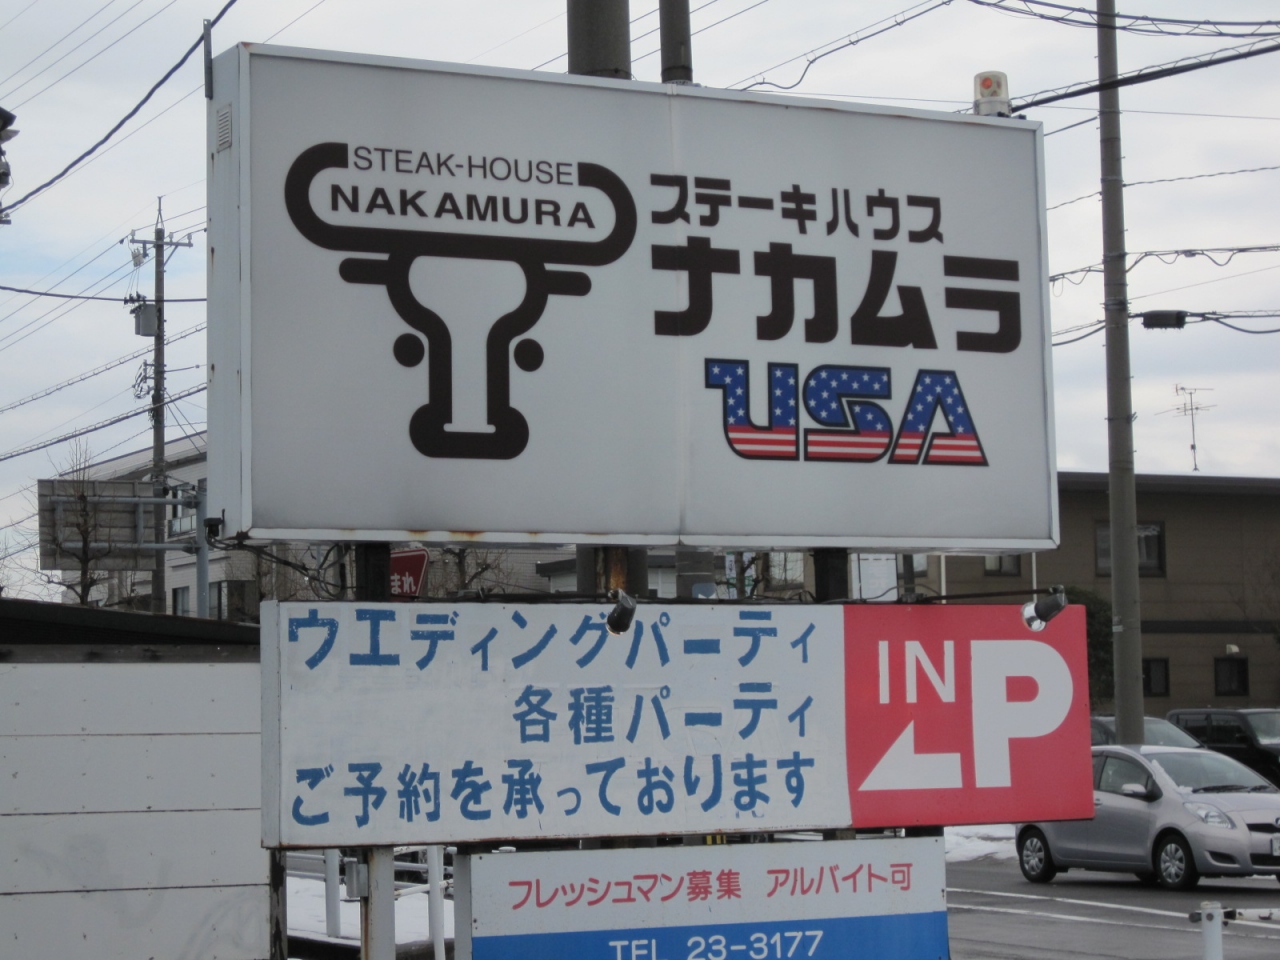 STEAK-HOUSE
NAKAMURA
ステーキハウス
ナカムラ
USA
まれ
ウエディングパーティ
各種パーティ
ご予約を承っております
IN P
フレッシュマン募集 アルバイト可
TEL 23-3177